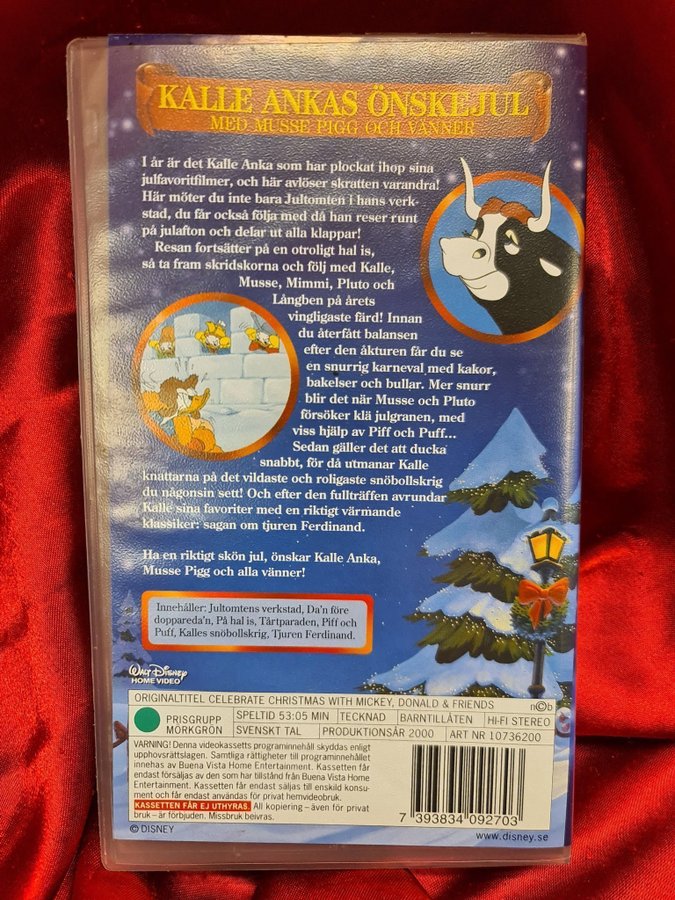 KALLE ANKAS ÖNSKEJUL
MED MUSSE PIGG OCH VÄNNER
I år är det Kalle Anka som har plockat ihop sina
julfavoritfilmer, och här avlöser skratten varandra!
Här möter du inte bara Jultomten i hans verk-
stad, du får också följa med då han reser runt
på julafton och delar ut alla klappar!
Resan fortsätter på en otroligt hal is,
så ta fram skridskorna och följ med Kalle,
Musse, Mimmi, Pluto och
Långben på årets
vingligaste färd! Innan
du återfått balansen
efter den åkturen får du se
en snurrig karneval med kakor,
bakelser och bullar. Mer snurr
blir det när Musse och Pluto
försöker klä julgranen, med
viss hjälp av Piff och Puff...
Sedan gäller det att ducka
snabbt, för då utmanar Kalle
knattarna på det vildaste och roligaste snöbollskrig
du någonsin sett! Och efter den fullträffen avrundar
Kalle sina favoriter med en riktigt värmande
klassiker: sagan om tjuren Ferdinand.
Ha en riktigt skön jul, önskar Kalle Anka,
Musse Pigg och alla vänner!
Innehåller: Jultomtens verkstad, Da'n före
doppareda'n, På hal is, Tårtparaden, Piff och
Puff, Kalles snöbollskrig, Tjuren Ferdinand.
WALT DISNEY
HOME VIDEO
ORIGINALTITEL CELEBRATE CHRISTMAS WITH MICKEY, DONALD & FRIENDS n©b
PRISGRUPP MÖRKGRÖN
SPELTID 53:05 MIN TECKNAD BARNTILLÅTEN HI-FI STEREO
SVENSKT TAL PRODUKTIONSÅR 2000 ART NR 10736200
VARNING! Denna videokassetts programinnehåll skyddas enligt
upphovsrättslagen. Samtliga rättigheter till programinnehållet
innehas av Buena Vista Home Entertainment. Kassetten får
endast försäljas av den som har tillstånd från Buena Vista Home
Entertainment. Kassetten får endast säljas till enskild konsu-
ment och får endast användas för privat hemvideobruk.
KASSETTEN FÅR EJ UTHYRAS. All kopiering – även för privat
bruk – är förbjuden. Missbruk beivras.
7 393834 092703
© DISNEY
www.disney.se